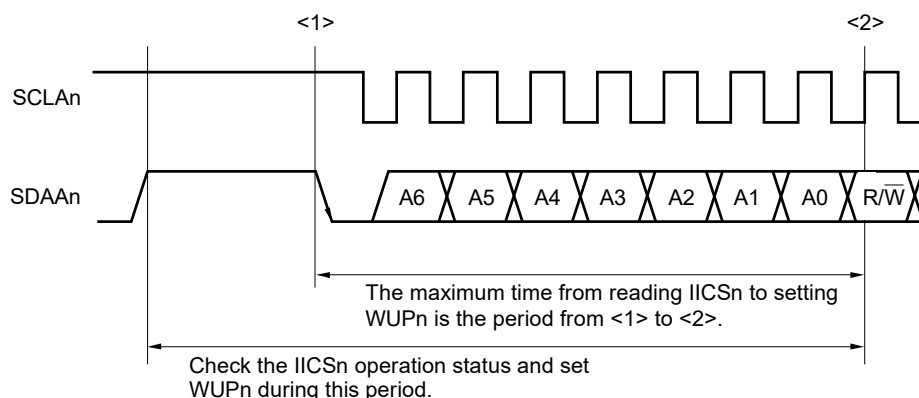 <1>
<2>
SCLAn
SDAAn
A6 A5 A4 A3 A2 A1 A0 R/W̅
The maximum time from reading IICSn to setting
WUPn is the period from <1> to <2>.
Check the IICSn operation status and set
WUPn during this period.